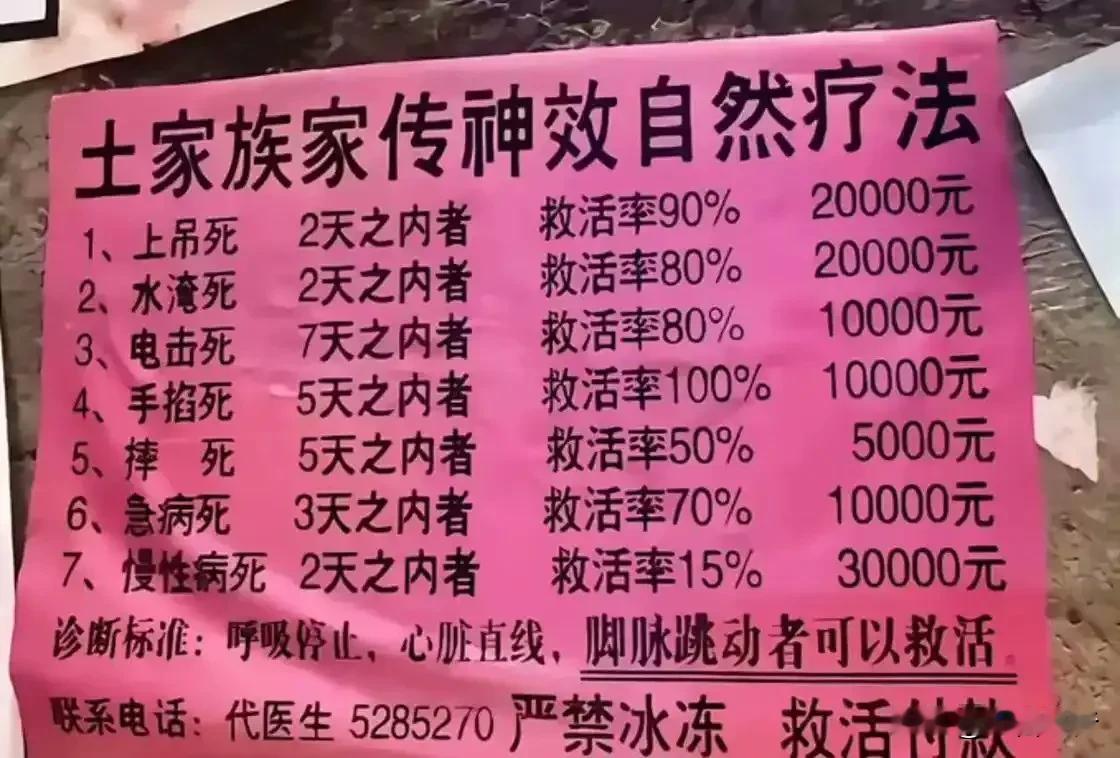 土家族家传神效自然疗法
1、上吊死 2天之内者 救活率90% 20000元
2、水淹死 2天之内者 救活率80% 20000元
3、电击死 7天之内者 救活率80% 10000元
4、手掐死 5天之内者 救活率100% 10000元
5、摔 死 5天之内者 救活率50% 5000元
6、急病死 3天之内者 救活率70% 10000元
7、慢性病死 2天之内者 救活率15% 30000元
诊断标准：呼吸停止，心脏直线，脚脉跳动者可以救活。
联系电话：代医生 5285270 严禁冰冻 救活付款